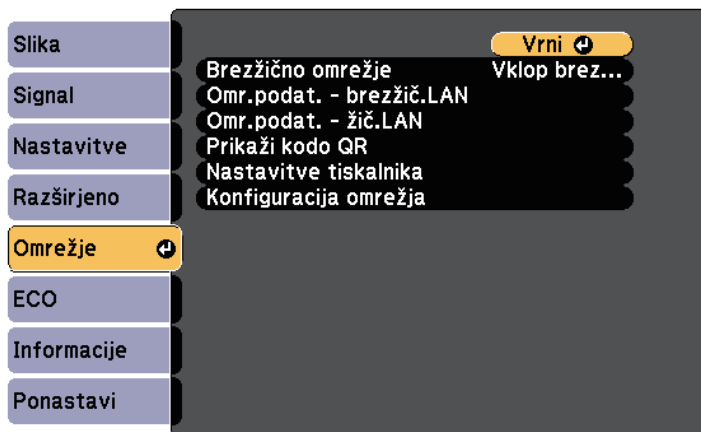 Slika
Signal
Nastavitve
Razširjeno
Omrežje
ECO
Informacije
Ponastavi
Vrni
Brezžično omrežje Vklop brez...
Omr.podat. - brezžič.LAN
Omr.podat. - žič.LAN
Prikaži kodo QR
Nastavitve tiskalnika
Konfiguracija omrežja